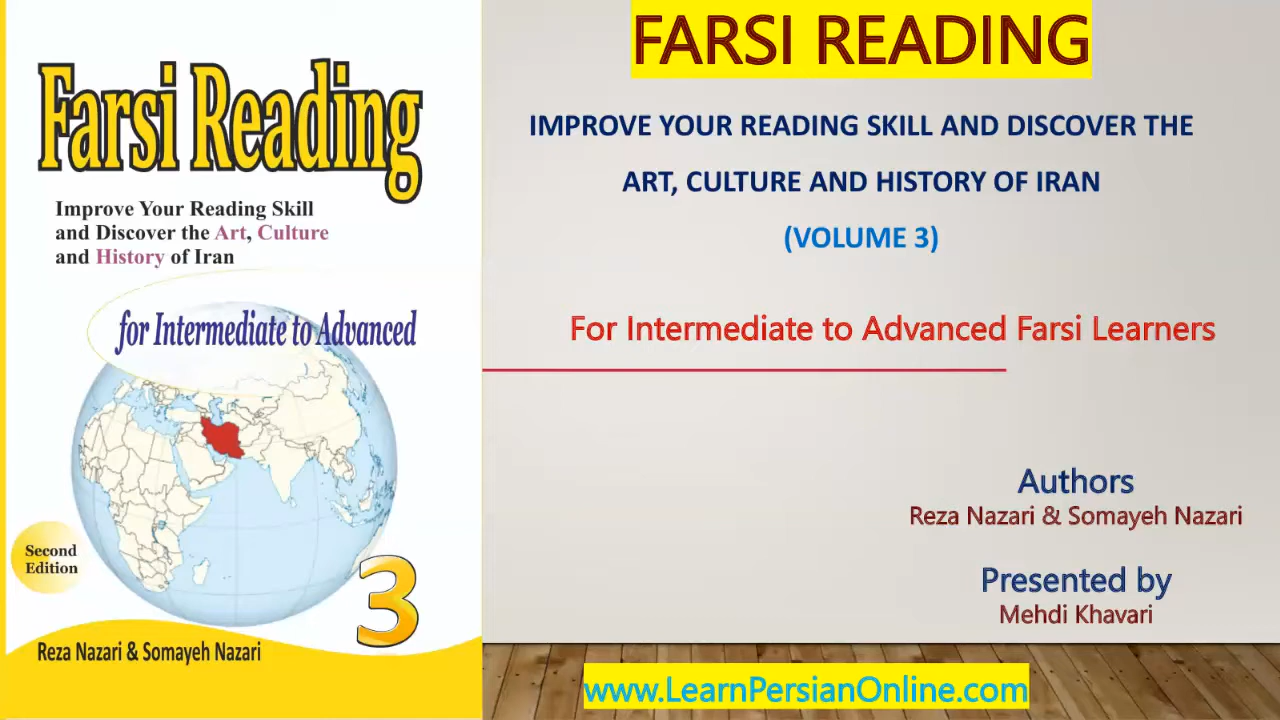 Farsi Reading
Improve Your Reading Skill
and Discover the Art, Culture
and History of Iran
for Intermediate to Advanced
Second
Edition
3
Reza Nazari & Somayeh Nazari
FARSI READING
IMPROVE YOUR READING SKILL AND DISCOVER THE
ART, CULTURE AND HISTORY OF IRAN
(VOLUME 3)
For Intermediate to Advanced Farsi Learners
Authors
Reza Nazari & Somayeh Nazari
Presented by
Mehdi Khavari
www.LearnPersianOnline.com